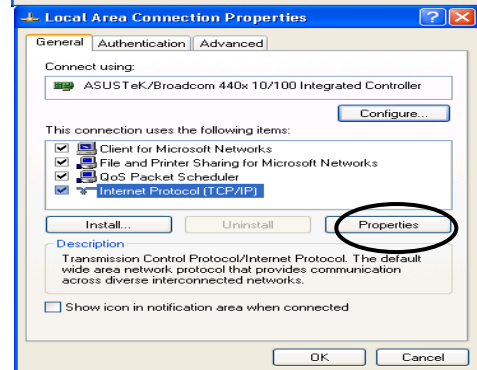 Local Area Connection Properties
General Authentication Advanced
Connect using:
ASUSTeK/Broadcom 440x 10/100 Integrated Controller
Configure...
This connection uses the following items:
Client for Microsoft Networks
File and Printer Sharing for Microsoft Networks
QoS Packet Scheduler
Internet Protocol (TCP/IP)
Install... Uninstall Properties
Description
Transmission Control Protocol/Internet Protocol. The default
wide area network protocol that provides communication
across diverse interconnected networks.
Show icon in notification area when connected
OK Cancel